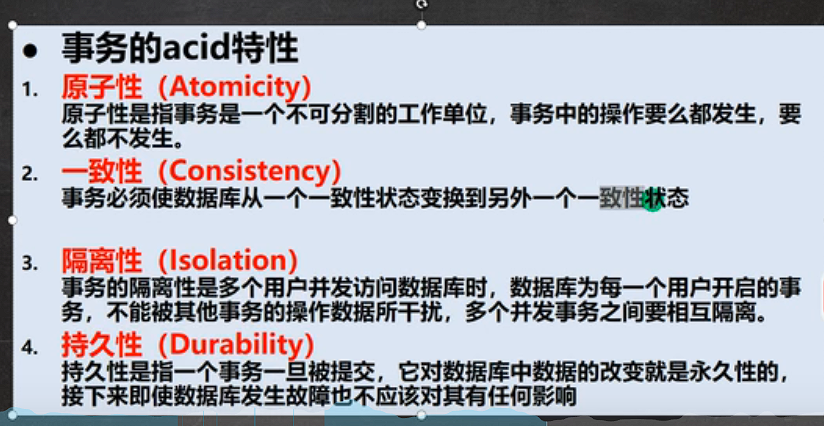 ● 事务的acid特性
1. 原子性（Atomicity）
原子性是指事务是一个不可分割的工作单位，事务中的操作要么都发生，要
么都不发生。
2. 一致性（Consistency）
事务必须使数据库从一个一致性状态变换到另外一个一致性状态
3. 隔离性（Isolation）
事务的隔离性是多个用户并发访问数据库时，数据库为每一个用户开启的事
务，不能被其他事务的操作数据所干扰，多个并发事务之间要相互隔离。
4. 持久性（Durability）
持久性是指一个事务一旦被提交，它对数据库中数据的改变就是永久性的，
接下来即使数据库发生故障也不应该对其有任何影响